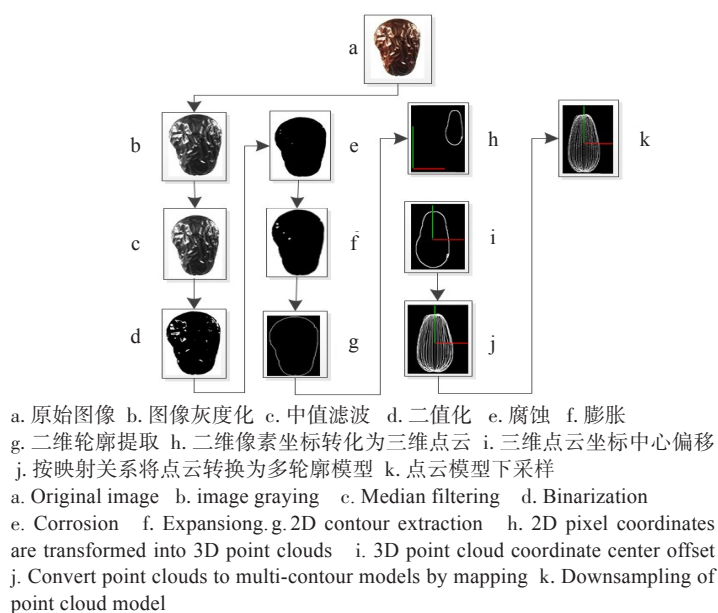 a
b
e
h
k
c
f
i
d
g
j
a. 原始图像 b. 图像灰度化 c. 中值滤波 d. 二值化 e. 腐蚀 f. 膨胀
g. 二维轮廓提取 h. 二维像素坐标转化为三维点云 i. 三维点云坐标中心偏移
j. 按映射关系将点云转换为多轮廓模型 k. 点云模型下采样
a. Original image b. image graying c. Median filtering d. Binarization
e. Corrosion f. Expansiong. g. 2D contour extraction h. 2D pixel coordinates
are transformed into 3D point clouds i. 3D point cloud coordinate center offset
j. Convert point clouds to multi-contour models by mapping k. Downsampling of
point cloud model